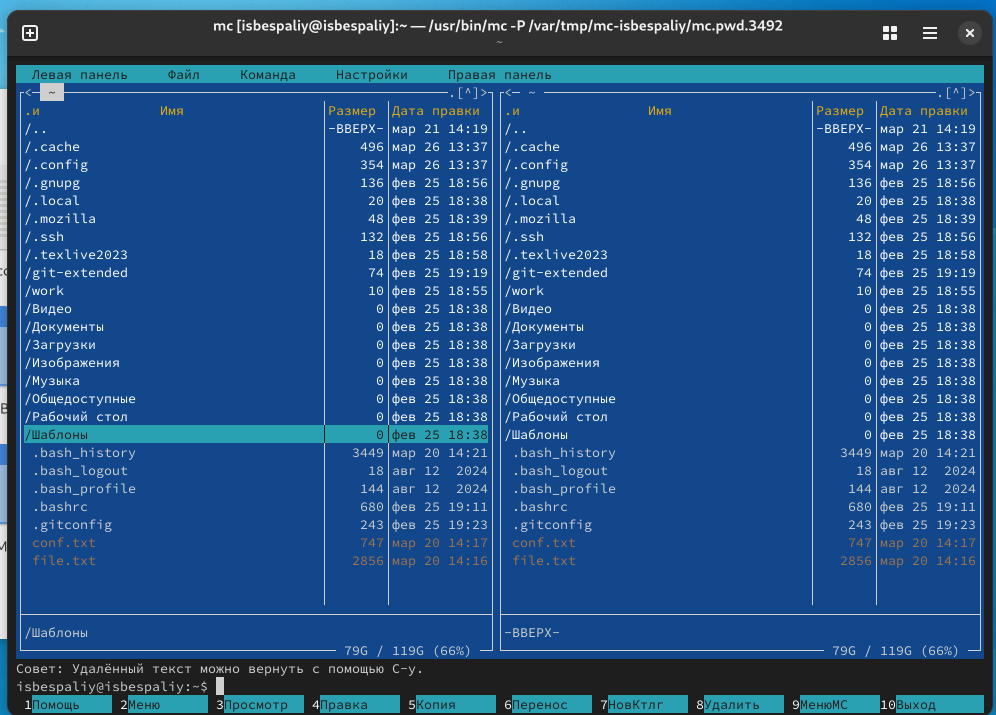 mc [isbespaliy@isbespaliy]:~ — /usr/bin/mc -P /var/tmp/mc-isbespaliy/mc.pwd.3492
~
Левая панель Файл Команда Настройки Правая панель
<─ ~ ─.[^]>┐ <─ ~ ─.[^]>┐
.и Имя Размер Дата правки .и Имя Размер Дата правки
/.. -ВВЕРХ- мар 21 14:19 /.. -ВВЕРХ- мар 21 14:19
/.cache 496 мар 26 13:37 /.cache 496 мар 26 13:37
/.config 354 мар 26 13:37 /.config 354 мар 26 13:37
/.gnupg 136 фев 25 18:56 /.gnupg 136 фев 25 18:56
/.local 20 фев 25 18:38 /.local 20 фев 25 18:38
/.mozilla 48 фев 25 18:39 /.mozilla 48 фев 25 18:39
/.ssh 132 фев 25 18:56 /.ssh 132 фев 25 18:56
/.texlive2023 18 фев 25 18:58 /.texlive2023 18 фев 25 18:58
/git-extended 74 фев 25 19:19 /git-extended 74 фев 25 19:19
/work 10 фев 25 18:55 /work 10 фев 25 18:55
/Видео 0 фев 25 18:38 /Видео 0 фев 25 18:38
/Документы 0 фев 25 18:38 /Документы 0 фев 25 18:38
/Загрузки 0 фев 25 18:38 /Загрузки 0 фев 25 18:38
/Изображения 0 фев 25 18:38 /Изображения 0 фев 25 18:38
/Музыка 0 фев 25 18:38 /Музыка 0 фев 25 18:38
/Общедоступные 0 фев 25 18:38 /Общедоступные 0 фев 25 18:38
/Рабочий стол 0 фев 25 18:38 /Рабочий стол 0 фев 25 18:38
/Шаблоны 0 фев 25 18:38 /Шаблоны 0 фев 25 18:38
.bash_history 3449 мар 20 14:21 .bash_history 3449 мар 20 14:21
.bash_logout 18 авг 12 2024 .bash_logout 18 авг 12 2024
.bash_profile 144 авг 12 2024 .bash_profile 144 авг 12 2024
.bashrc 680 фев 25 19:11 .bashrc 680 фев 25 19:11
.gitconfig 243 фев 25 19:23 .gitconfig 243 фев 25 19:23
conf.txt 747 мар 20 14:17 conf.txt 747 мар 20 14:17
file.txt 2856 мар 20 14:16 file.txt 2856 мар 20 14:16
/Шаблоны -ВВЕРХ-
79G / 119G (66%) 79G / 119G (66%)
Совет: Удалённый текст можно вернуть с помощью C-y.
isbespaliy@isbespaliy:~$
1Помощь 2Меню 3Просмотр 4Правка 5Копия 6Перенос 7НовКтлг 8Удалить 9МенюMC 10Выход